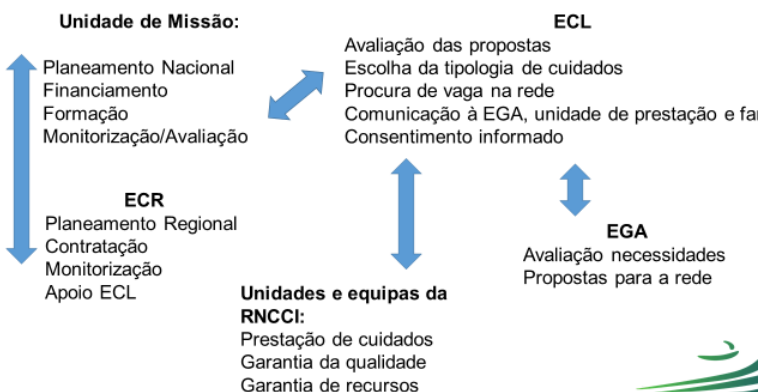 Unidade de Missão:
Planeamento Nacional
Financiamento
Formação
Monitorização/Avaliação
ECL
Avaliação das propostas
Escolha da tipologia de cuidados
Procura de vaga na rede
Comunicação à EGA, unidade de prestação e
Consentimento informado
ECR
Planeamento Regional
Contratação
Monitorização
Apoio ECL
Unidades e equipas da
RNCCI:
Prestação de cuidados
Garantia da qualidade
Garantia de recursos
EGA
Avaliação necessidades
Propostas para a rede